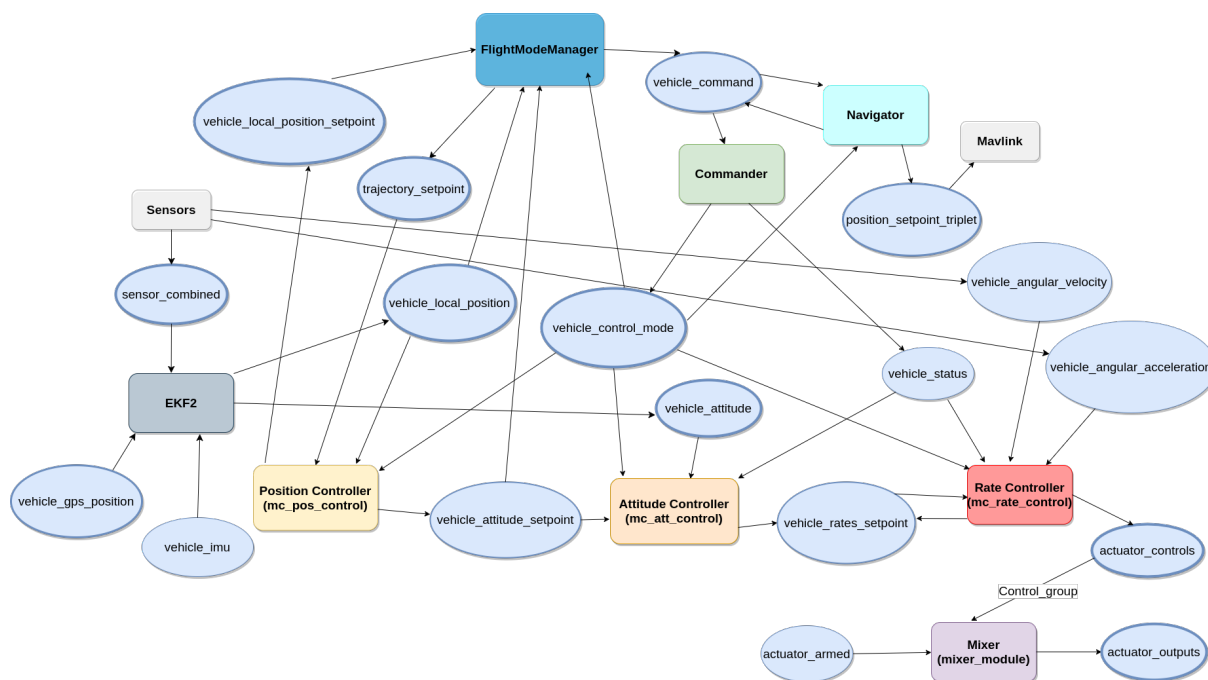 FlightModeManager
vehicle_command
Navigator
vehicle_local_position_setpoint
Mavlink
Commander
trajectory_setpoint
Sensors
position_setpoint_triplet
vehicle_angular_velocity
sensor_combined
vehicle_local_position
vehicle_control_mode
vehicle_angular_acceleration
vehicle_status
EKF2
vehicle_attitude
Position Controller
(mc_pos_control)
Rate Controller
(mc_rate_control)
vehicle_gps_position
Attitude Controller
(mc_att_control)
vehicle_attitude_setpoint
vehicle_rates_setpoint
vehicle_imu
actuator_controls
Control_group
Mixer
(mixer_module)
actuator_armed
actuator_outputs